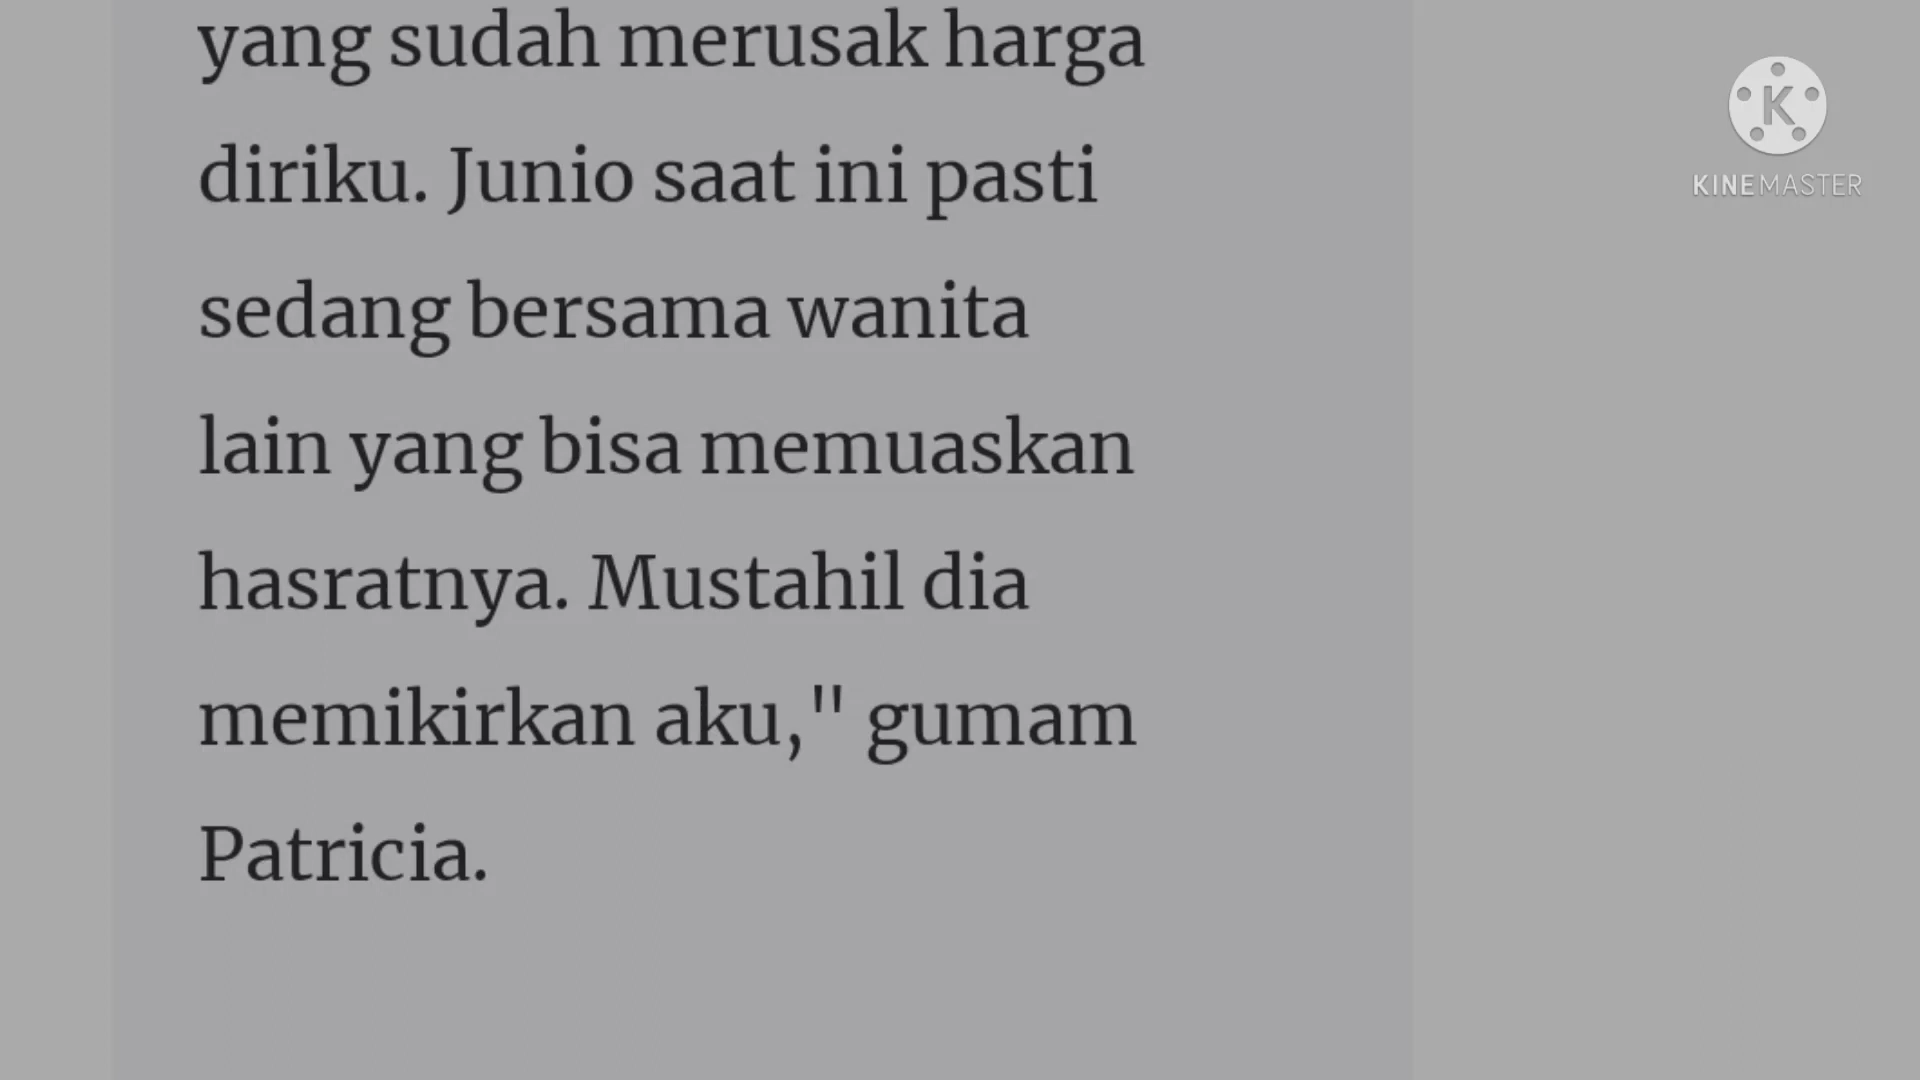 yang sudah merusak harga
diriku. Junio saat ini pasti
sedang bersama wanita
lain yang bisa memuaskan
hasratnya. Mustahil dia
memikirkan aku," gumam
Patricia.
K
KINEMASTER